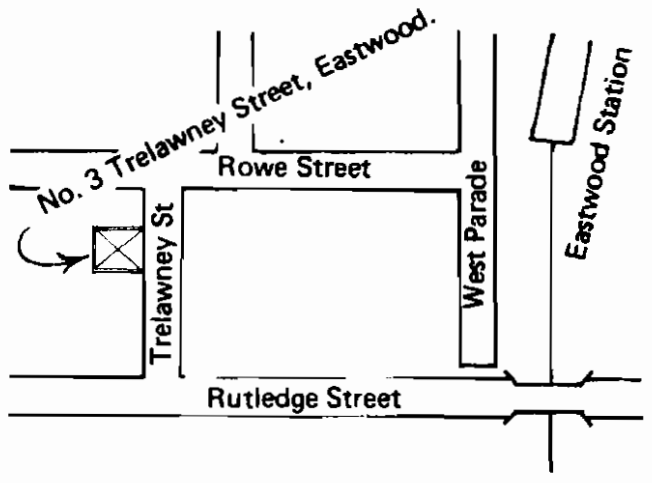 No. 3 Trelawney Street, Eastwood.
Rowe Street
Trelawney St
West Parade
Eastwood Station
Rutledge Street